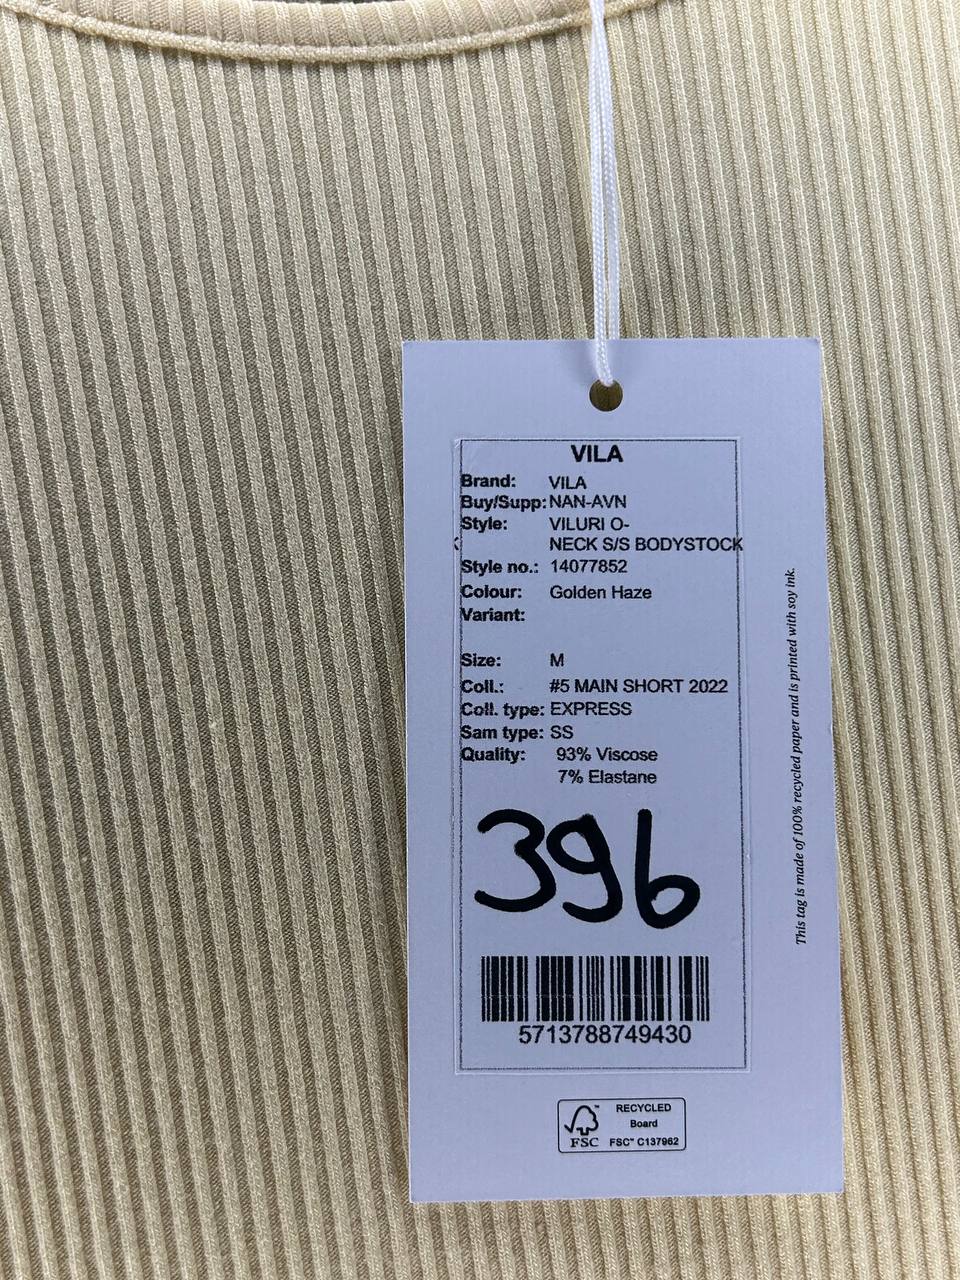 VILA
Brand: VILA
Buy/Supp: NAN-AVN
Style: VILURI O-
NECK S/S BODYSTOCK
Style no.: 14077852
Colour: Golden Haze
Variant:
Size: M
Coll.: #5 MAIN SHORT 2022
Coll. type: EXPRESS
Sam type: SS
Quality: 93% Viscose
7% Elastane
396
5713788749430
This tag is made of 100% recycled paper and is printed with soy ink.
FSC™
RECYCLED
Board
FSC™ C137962